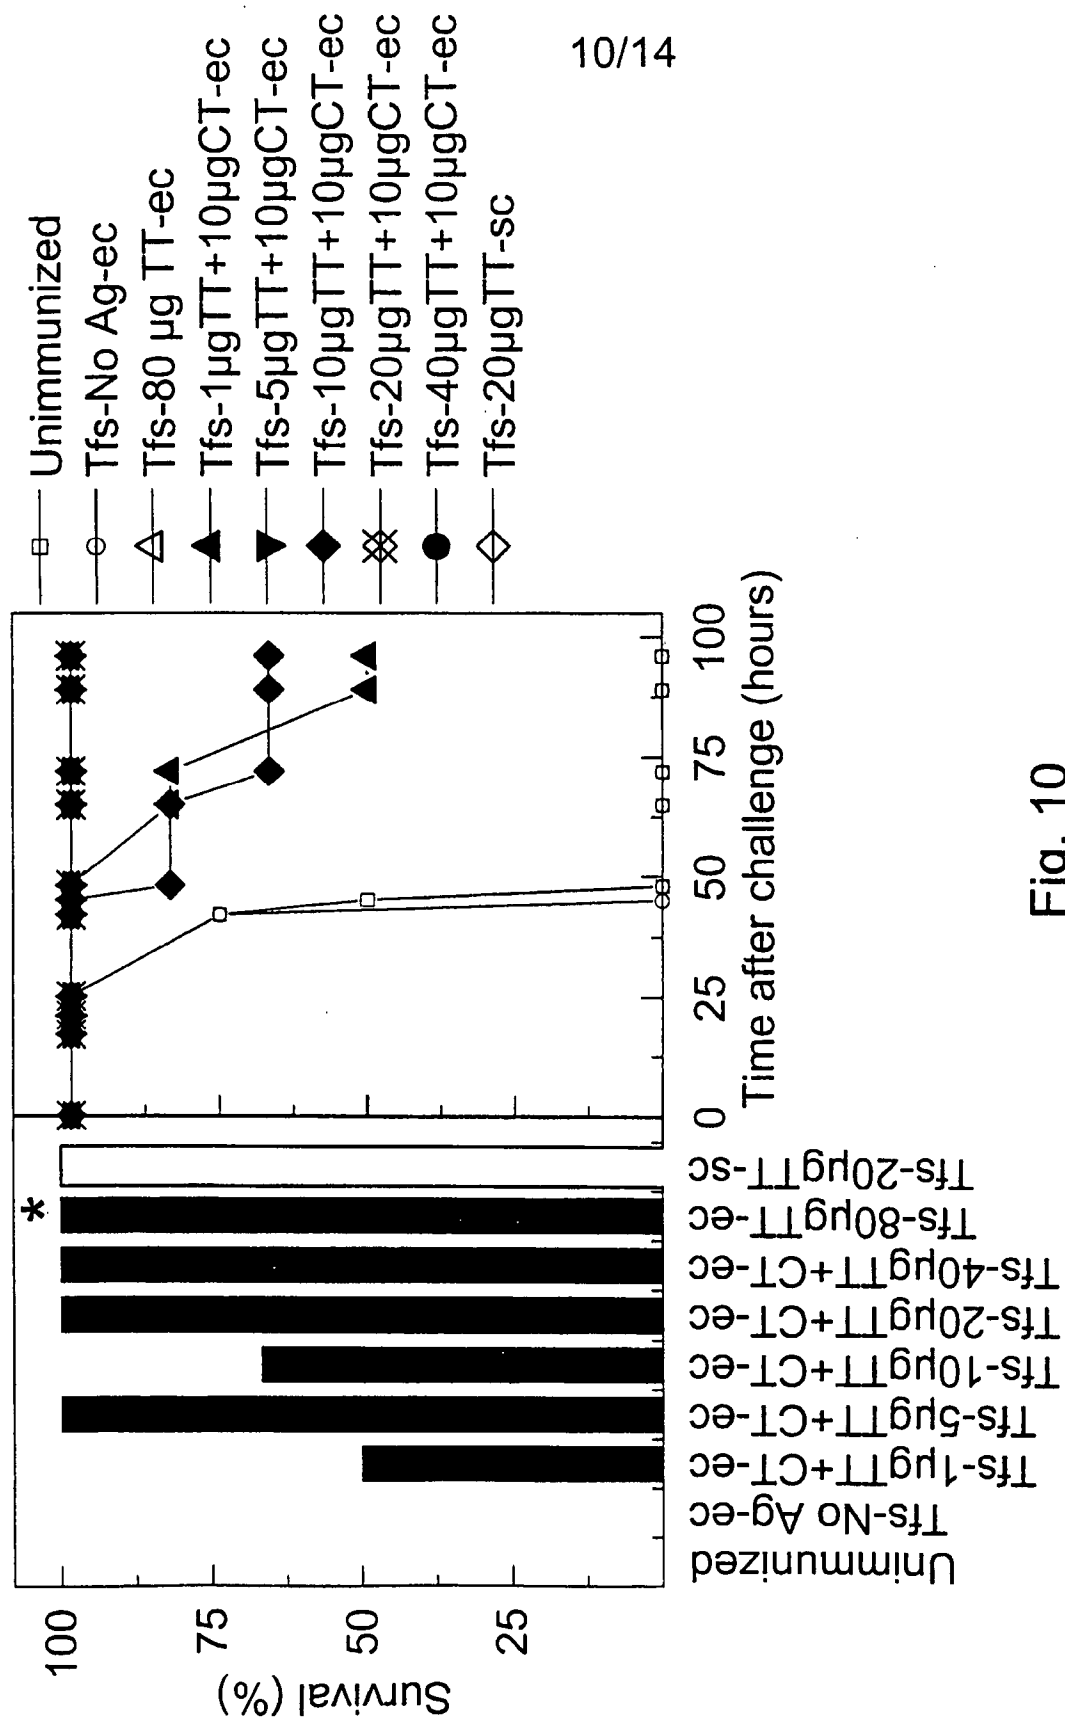 10/14
Survival (%)
100
75
50
25
Unimmunized
Tfs-No Ag-ec
Tfs-1µgTT+CT-ec
Tfs-5µgTT+CT-ec
Tfs-10µgTT+CT-ec
Tfs-20µgTT+CT-ec
Tfs-40µgTT+CT-ec
Tfs-80µgTT-ec
Tfs-20µgTT-sc
*
0
25
50
75
100
Time after challenge (hours)
Unimmunized
Tfs-No Ag-ec
Tfs-80 µg TT-ec
Tfs-1µgTT+10µgCT-ec
Tfs-5µgTT+10µgCT-ec
Tfs-10µgTT+10µgCT-ec
Tfs-20µgTT+10µgCT-ec
Tfs-40µgTT+10µgCT-ec
Tfs-20µgTT-sc
Fig. 10